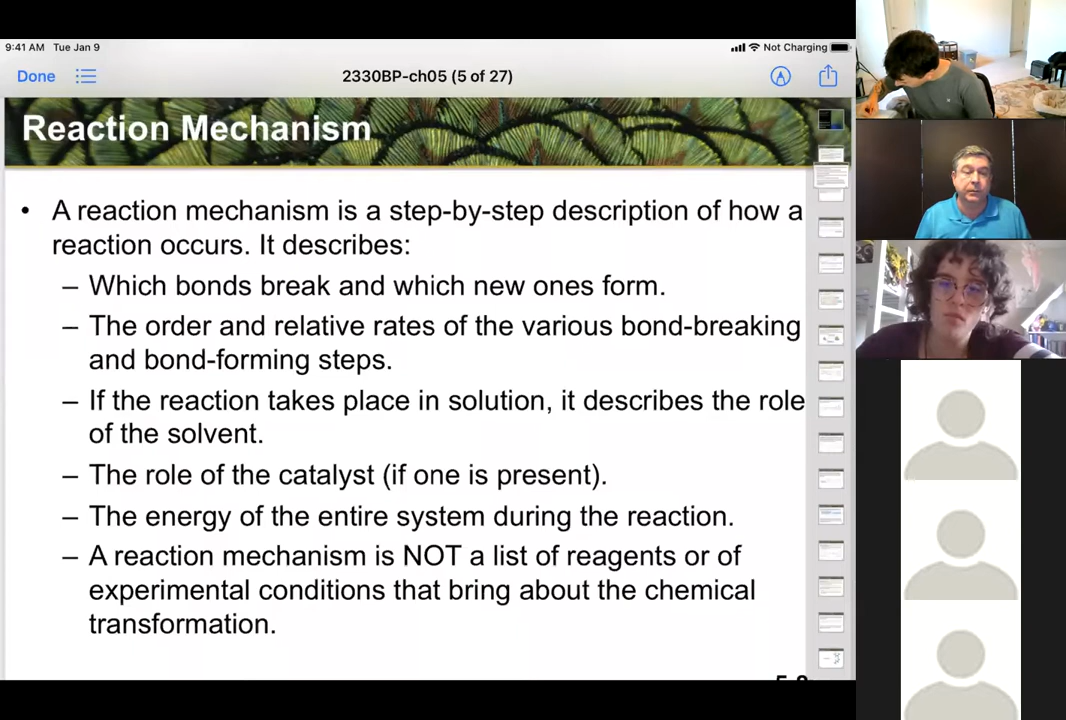 9:41 AM Tue Jan 9
Not Charging
Done
2330BP-ch05 (5 of 27)
Reaction Mechanism
• A reaction mechanism is a step-by-step description of how a
reaction occurs. It describes:
– Which bonds break and which new ones form.
– The order and relative rates of the various bond-breaking
and bond-forming steps.
– If the reaction takes place in solution, it describes the role
of the solvent.
– The role of the catalyst (if one is present).
– The energy of the entire system during the reaction.
– A reaction mechanism is NOT a list of reagents or of
experimental conditions that bring about the chemical
transformation.